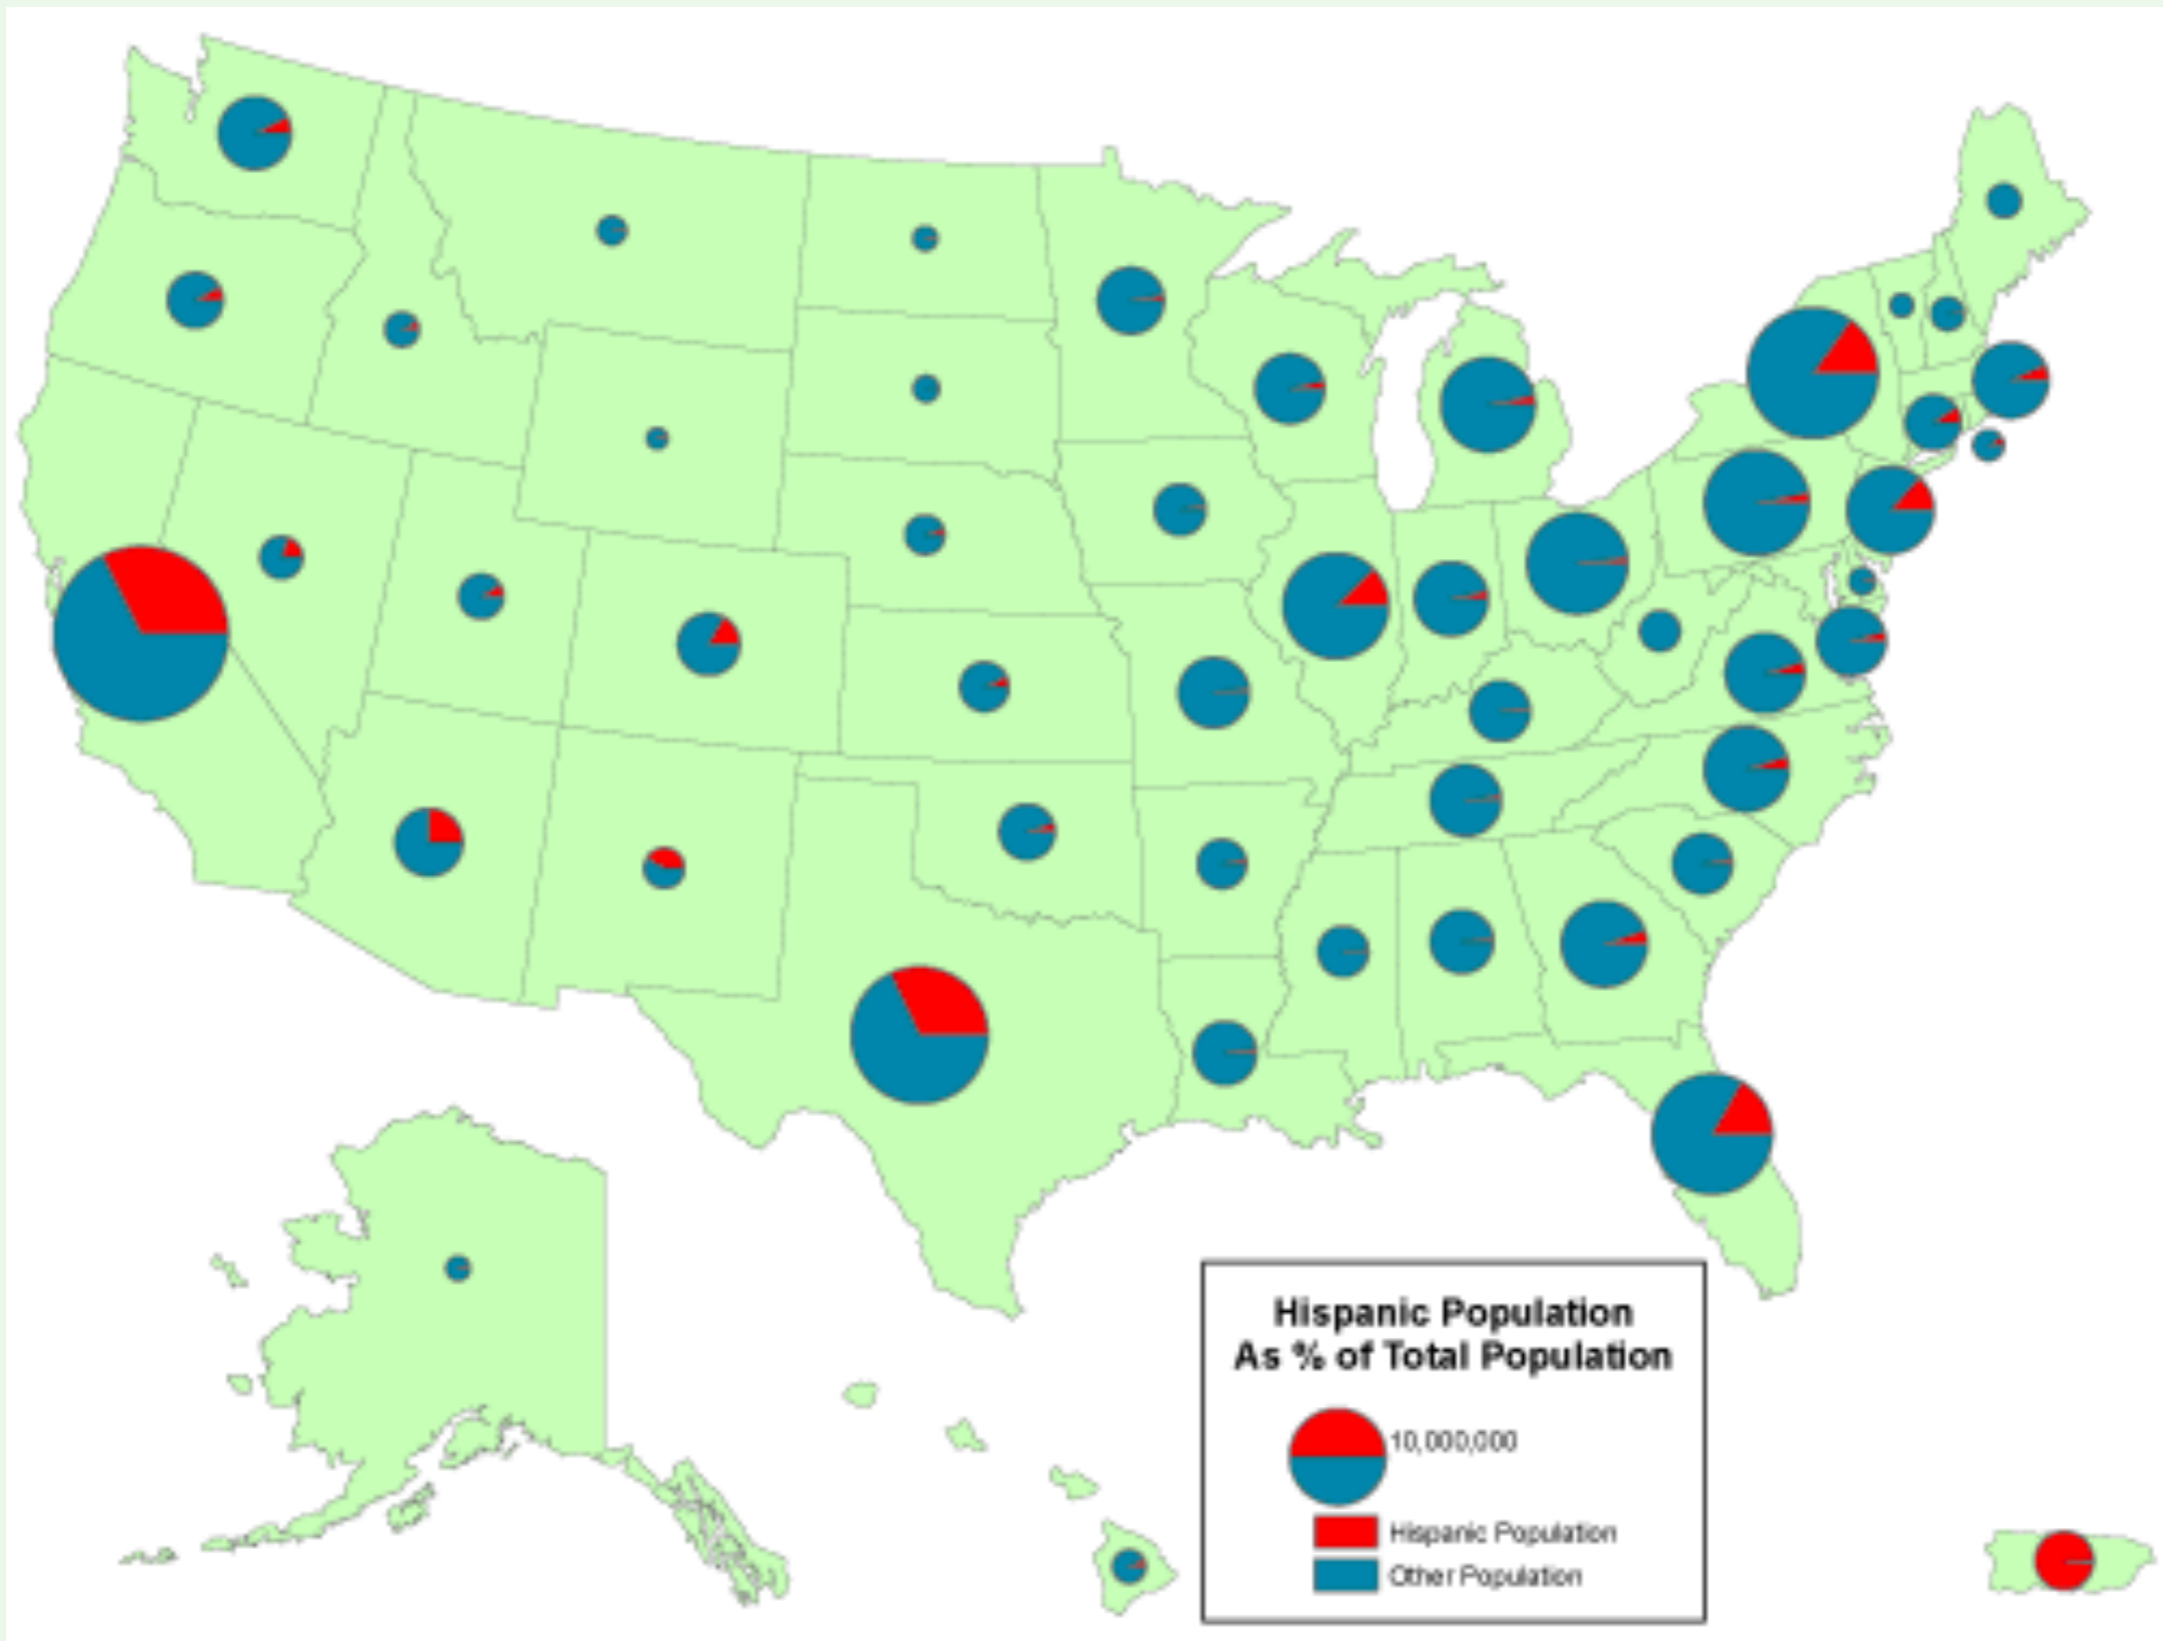 Hispanic Population
As % of Total Population
10,000,000
Hispanic Population
Other Population